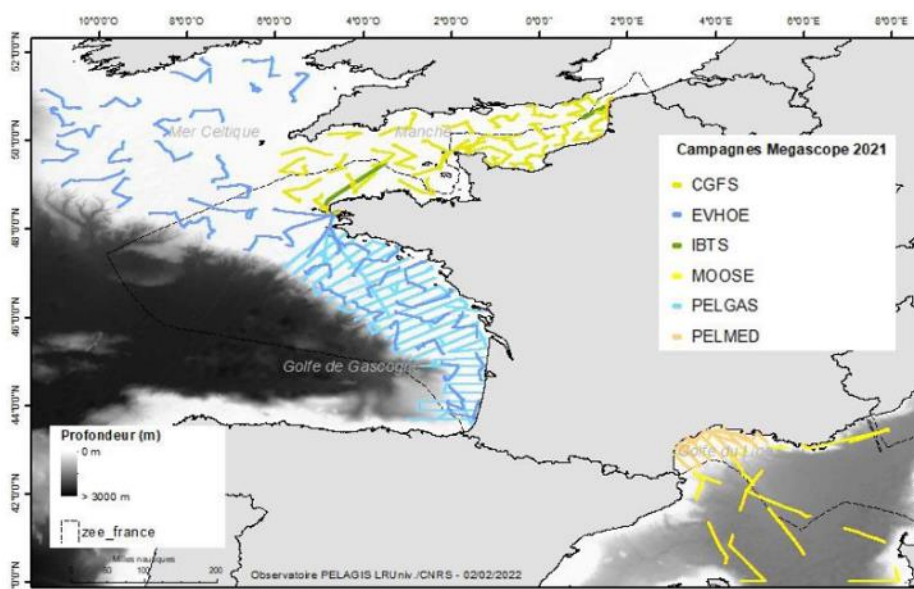 10°0'0"O 8°0'0"O 6°0'0"O 4°0'0"O 2°0'0"O 0°0'0" 2°0'0"E 4°0'0"E 6°0'0"E 8°0'0"E
52°0'0"N
50°0'0"N
48°0'0"N
46°0'0"N
44°0'0"N
42°0'0"N
Mer Celtique
Manche
Golfe de Gascogne
Golfe du Lion
Campagnes Megascope 2021
CGFS
EVHOE
IBTS
MOOSE
PELGAS
PELMED
Profondeur (m)
0 m
> 3000 m
zee_france
Milles nautiques
0 50 100 200
Observatoire PELAGIS LRUniv./CNRS - 02/02/2022